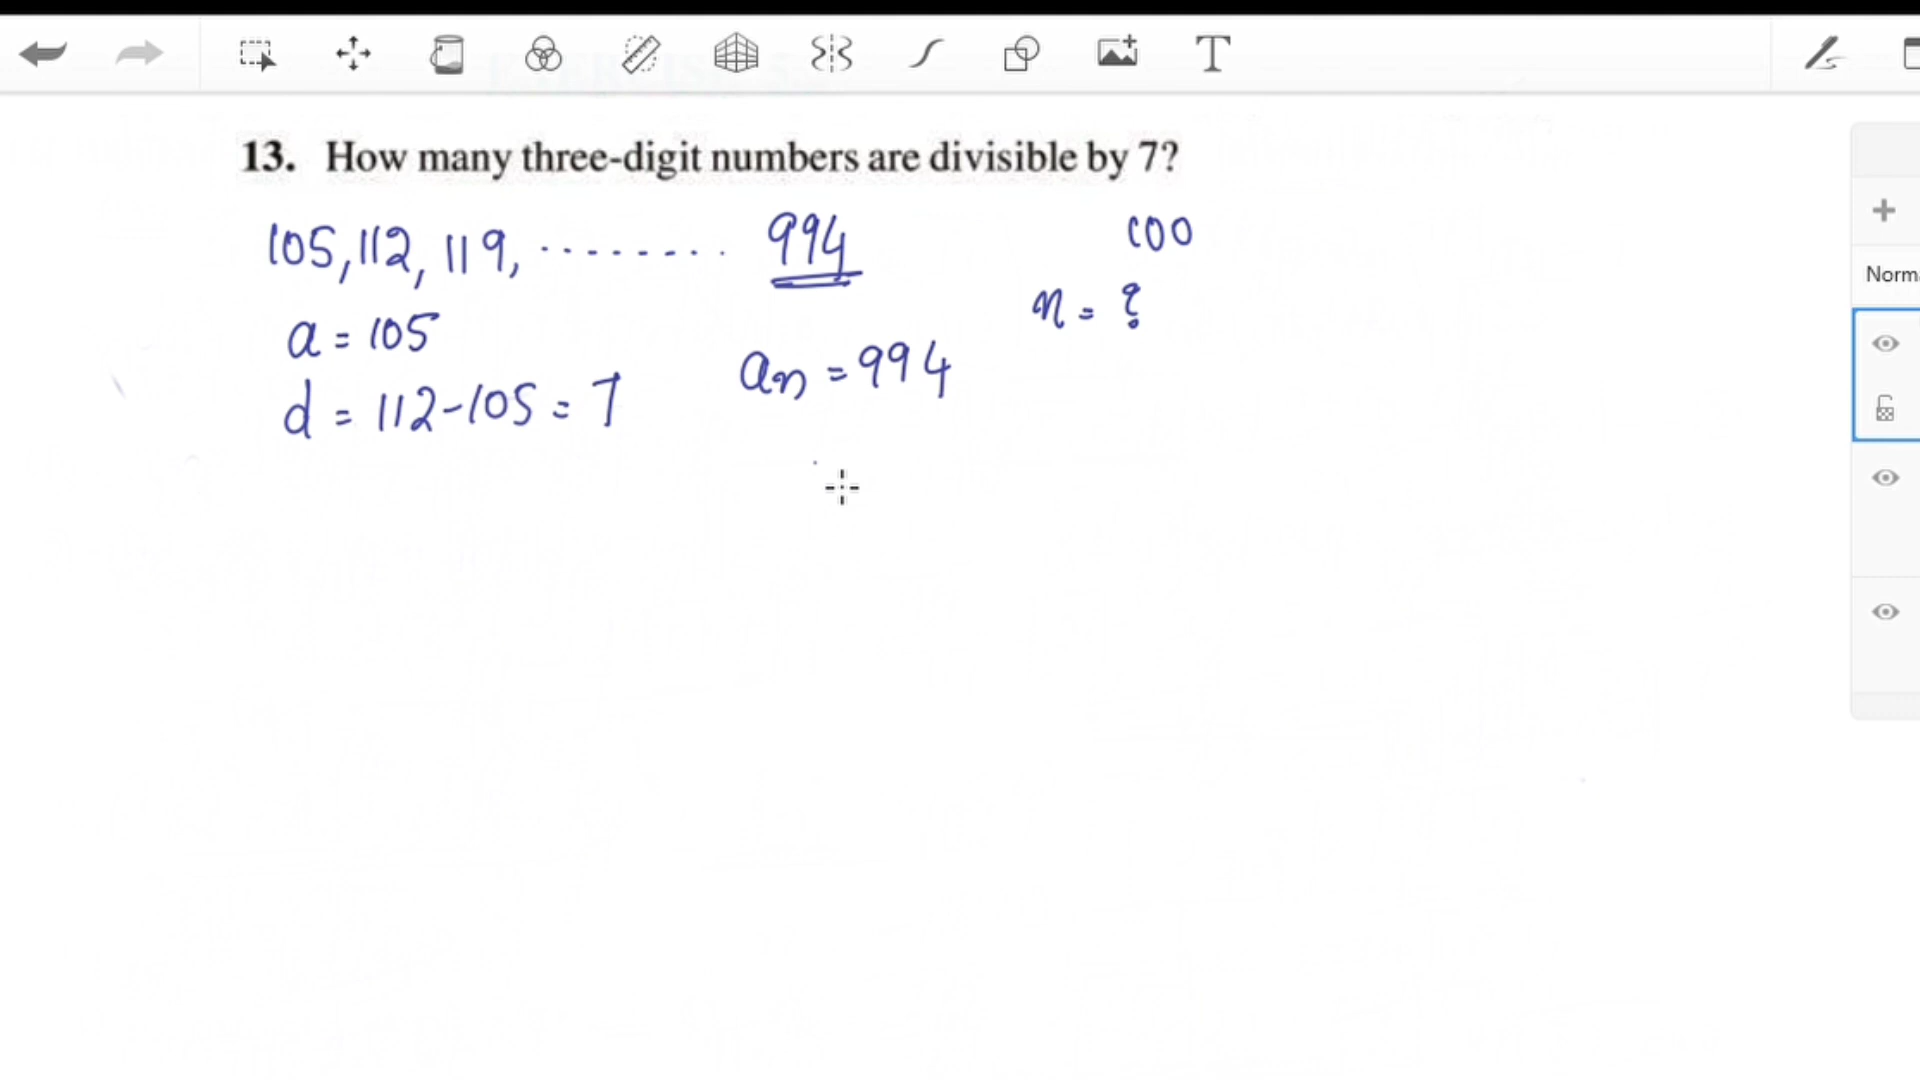 13. How many three-digit numbers are divisible by 7?
105, 112, 119, ........ 994
100
n = ?
a = 105
an = 994
d = 112-105 = 7
Norm